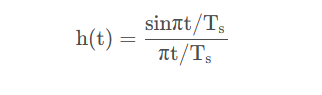 h(t) = sinπt/Tₛ / πt/Tₛ